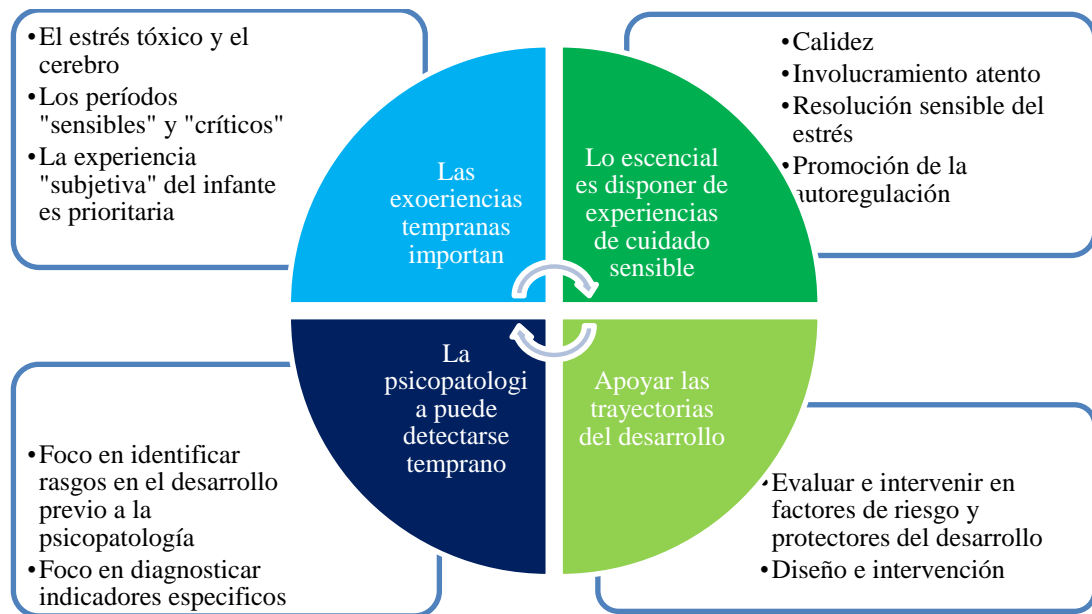 •El estrés tóxico y el
cerebro
•Los períodos
"sensibles" y "críticos"
•La experiencia
"subjetiva" del infante
es prioritaria
Las
exoeriencias
tempranas
importan
Lo escencial
es disponer de
experiencias
de cuidado
sensible
•Calidez
•Involucramiento atento
•Resolución sensible del
estrés
•Promoción de la
autoregulación
•Foco en identificar
rasgos en el desarrollo
previo a la
psicopatología
•Foco en diagnosticar
indicadores especificos
La
psicopatologi
a puede
detectarse
temprano
Apoyar las
trayectorias
del desarrollo
•Evaluar e intervenir en
factores de riesgo y
protectores del desarrollo
•Diseño e intervención